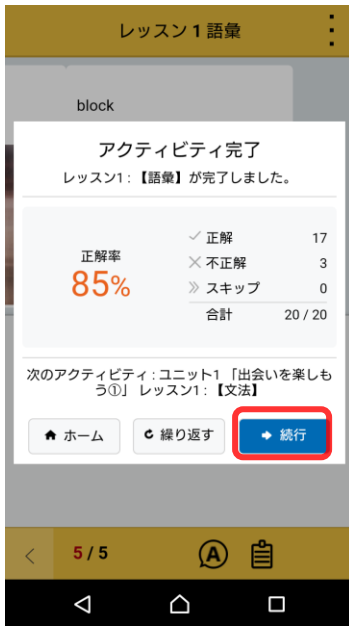 レッスン 1 語彙
block
アクティビティ完了
レッスン1 : 【語彙】が完了しました。
正解率
85%
正解 17
不正解 3
スキップ 0
合計 20 / 20
次のアクティビティ : ユニット1 「出会いを楽しも
う①」 レッスン1 : 【文法】
ホーム
繰り返す
続行
5 / 5
A